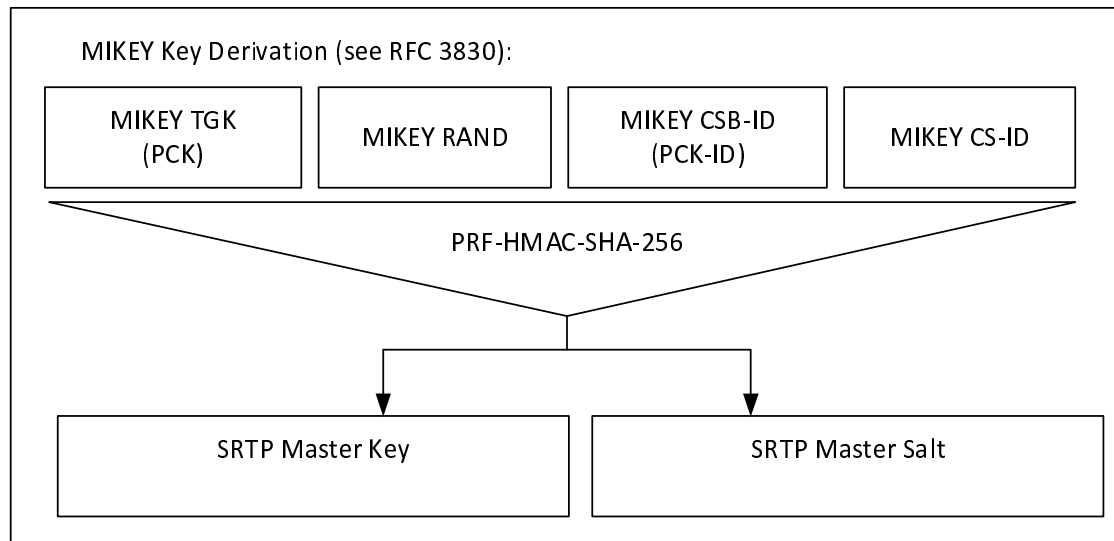 MIKEY Key Derivation (see RFC 3830):
MIKEY TGK
(PCK)
MIKEY RAND
MIKEY CSB-ID
(PCK-ID)
MIKEY CS-ID
PRF-HMAC-SHA-256
SRTP Master Key
SRTP Master Salt